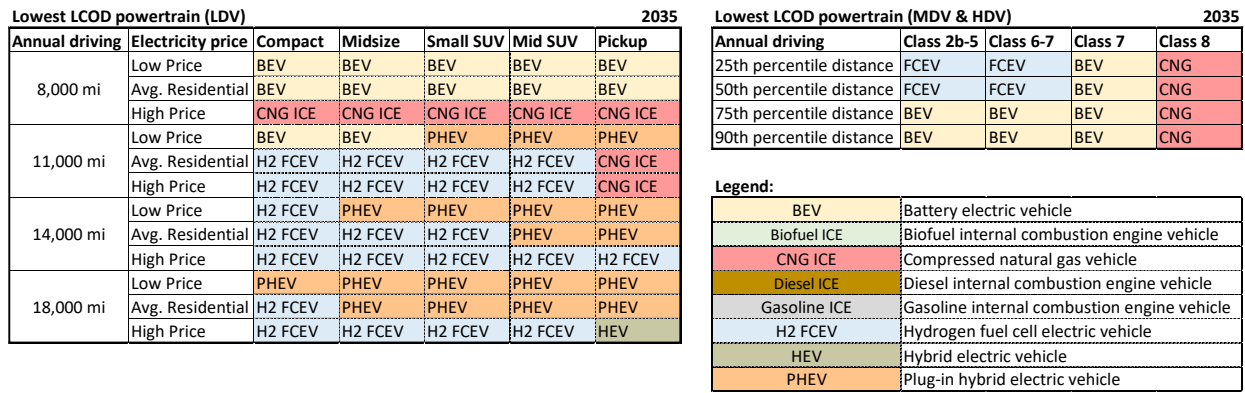 Lowest LCOD powertrain (LDV) 2035
Annual driving Electricity price Compact Midsize Small SUV Mid SUV Pickup
8,000 mi
Low Price BEV BEV BEV BEV BEV
Avg. Residential BEV BEV BEV BEV BEV
High Price CNG ICE CNG ICE CNG ICE CNG ICE CNG ICE
11,000 mi
Low Price BEV BEV PHEV PHEV PHEV
Avg. Residential H2 FCEV H2 FCEV H2 FCEV H2 FCEV CNG ICE
High Price H2 FCEV H2 FCEV H2 FCEV H2 FCEV CNG ICE
14,000 mi
Low Price H2 FCEV PHEV PHEV PHEV PHEV
Avg. Residential H2 FCEV H2 FCEV H2 FCEV PHEV PHEV
High Price H2 FCEV H2 FCEV H2 FCEV H2 FCEV H2 FCEV
18,000 mi
Low Price PHEV PHEV PHEV PHEV PHEV
Avg. Residential H2 FCEV PHEV PHEV PHEV PHEV
High Price H2 FCEV H2 FCEV H2 FCEV H2 FCEV HEV
Lowest LCOD powertrain (MDV & HDV) 2035
Annual driving Class 2b-5 Class 6-7 Class 7 Class 8
25th percentile distance FCEV FCEV BEV CNG
50th percentile distance FCEV FCEV BEV CNG
75th percentile distance BEV BEV BEV CNG
90th percentile distance BEV BEV BEV CNG
Legend:
BEV Battery electric vehicle
Biofuel ICE Biofuel internal combustion engine vehicle
CNG ICE Compressed natural gas vehicle
Diesel ICE Diesel internal combustion engine vehicle
Gasoline ICE Gasoline internal combustion engine vehicle
H2 FCEV Hydrogen fuel cell electric vehicle
HEV Hybrid electric vehicle
PHEV Plug-in hybrid electric vehicle